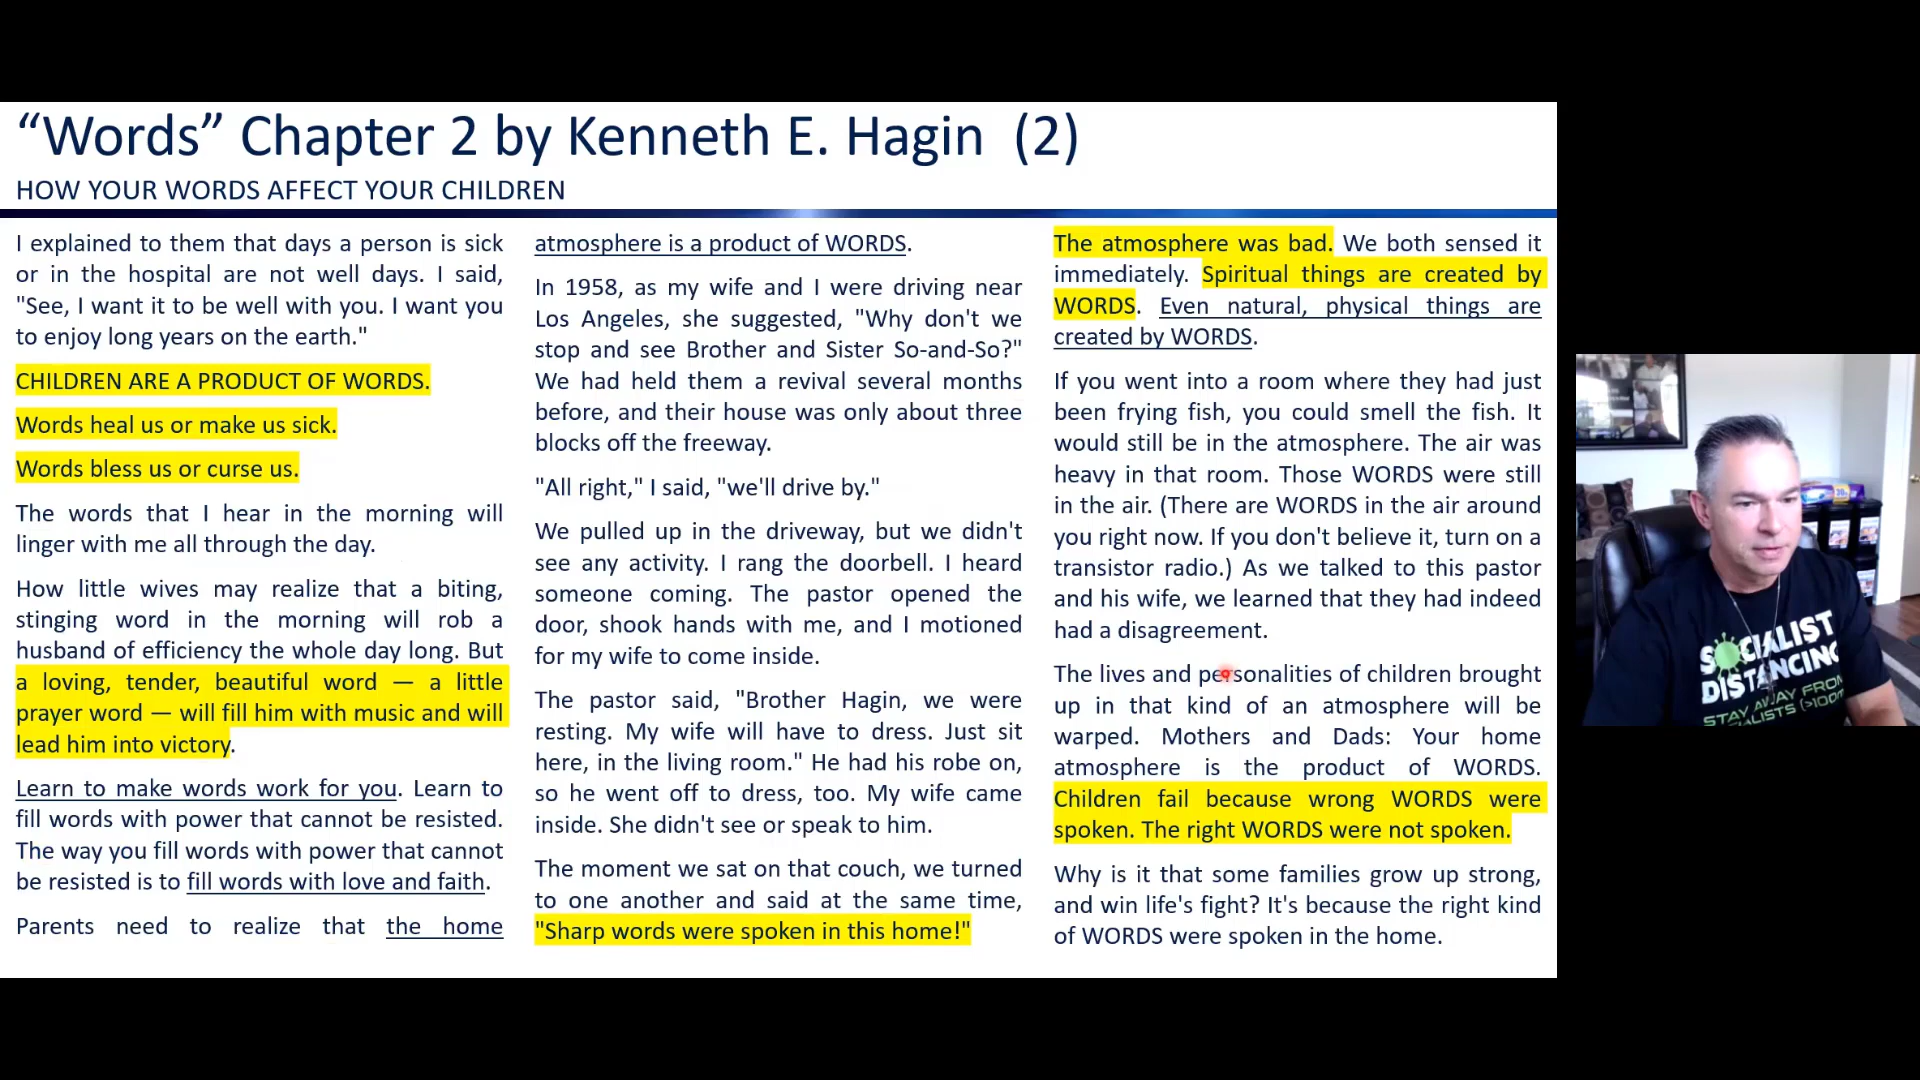 “Words” Chapter 2 by Kenneth E. Hagin (2)
HOW YOUR WORDS AFFECT YOUR CHILDREN
I explained to them that days a person is sick
or in the hospital are not well days. I said,
"See, I want it to be well with you. I want you
to enjoy long years on the earth."
CHILDREN ARE A PRODUCT OF WORDS.
Words heal us or make us sick.
Words bless us or curse us.
The words that I hear in the morning will
linger with me all through the day.
How little wives may realize that a biting,
stinging word in the morning will rob a
husband of efficiency the whole day long. But
a loving, tender, beautiful word — a little
prayer word — will fill him with music and will
lead him into victory.
Learn to make words work for you. Learn to
fill words with power that cannot be resisted.
The way you fill words with power that cannot
be resisted is to fill words with love and faith.
Parents need to realize that the home
atmosphere is a product of WORDS.
In 1958, as my wife and I were driving near
Los Angeles, she suggested, "Why don't we
stop and see Brother and Sister So-and-So?"
We had held them a revival several months
before, and their house was only about three
blocks off the freeway.
"All right," I said, "we'll drive by."
We pulled up in the driveway, but we didn't
see any activity. I rang the doorbell. I heard
someone coming. The pastor opened the
door, shook hands with me, and I motioned
for my wife to come inside.
The pastor said, "Brother Hagin, we were
resting. My wife will have to dress. Just sit
here, in the living room." He had his robe on,
so he went off to dress, too. My wife came
inside. She didn't see or speak to him.
The moment we sat on that couch, we turned
to one another and said at the same time,
"Sharp words were spoken in this home!"
The atmosphere was bad. We both sensed it
immediately. Spiritual things are created by
WORDS. Even natural, physical things are
created by WORDS.
If you went into a room where they had just
been frying fish, you could smell the fish. It
would still be in the atmosphere. The air was
heavy in that room. Those WORDS were still
in the air. (There are WORDS in the air around
you right now. If you don't believe it, turn on a
transistor radio.) As we talked to this pastor
and his wife, we learned that they had indeed
had a disagreement.
The lives and personalities of children brought
up in that kind of an atmosphere will be
warped. Mothers and Dads: Your home
atmosphere is the product of WORDS.
Children fail because wrong WORDS were
spoken. The right WORDS were not spoken.
Why is it that some families grow up strong,
and win life's fight? It's because the right kind
of WORDS were spoken in the home.
SOCIALIST
DISTANCING
STAY AWAY FROM